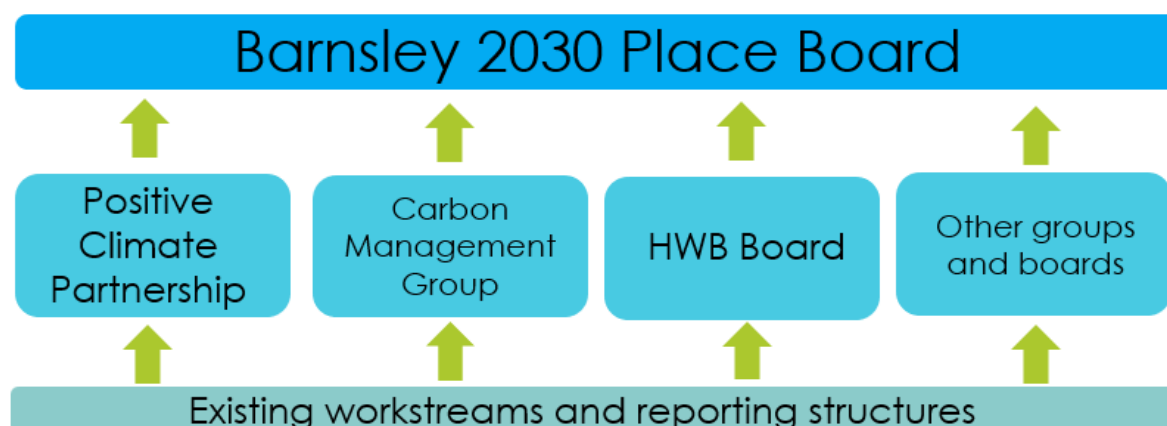 Barnsley 2030 Place Board
Positive
Climate
Partnership
Carbon
Management
Group
HWB Board
Other groups
and boards
Existing workstreams and reporting structures